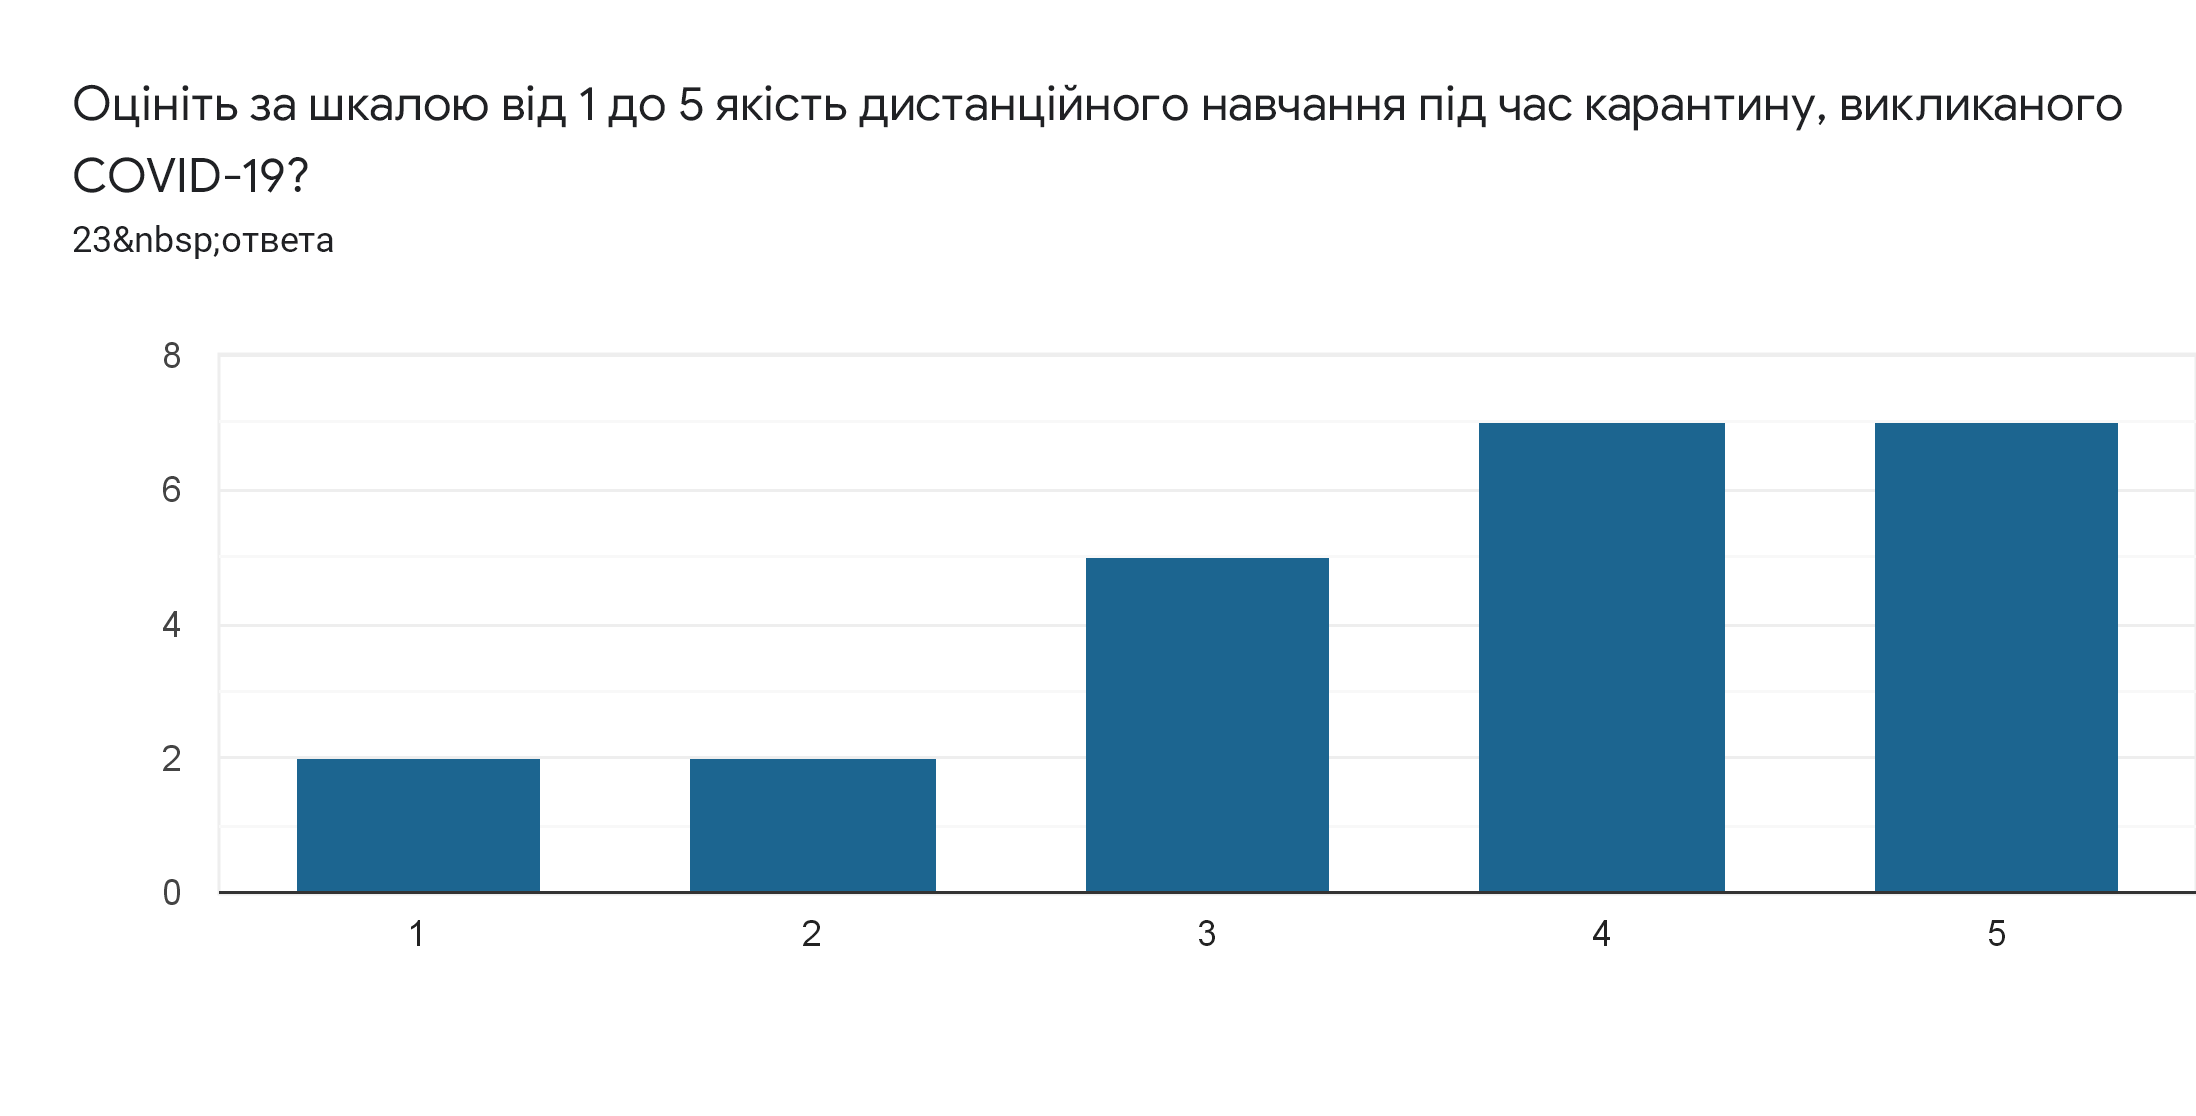 Оцініть за шкалою від 1 до 5 якість дистанційного навчання під час карантину, викликаного
COVID-19?
23&nbsp;ответа
8
6
4
2
0
1 2 3 4 5